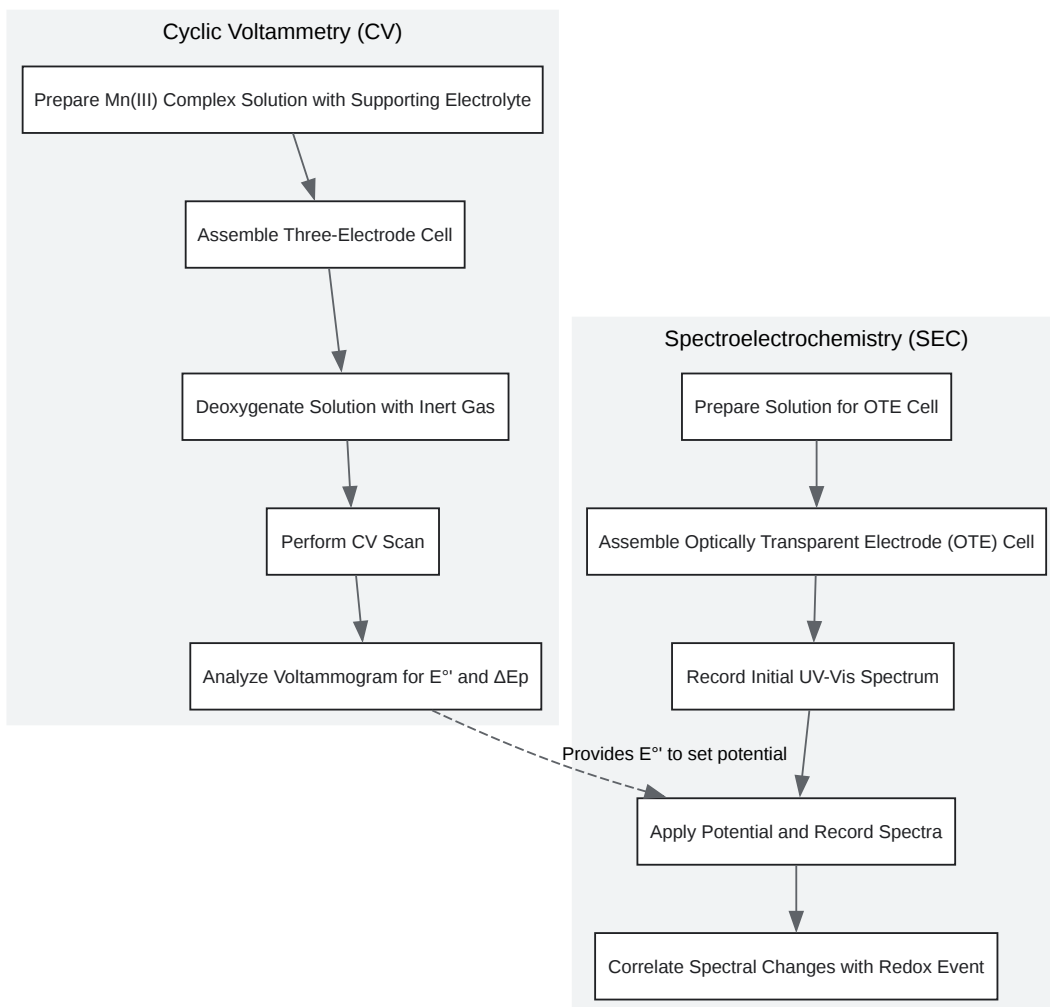 Cyclic Voltammetry (CV)
Prepare Mn(III) Complex Solution with Supporting Electrolyte
Assemble Three-Electrode Cell
Deoxygenate Solution with Inert Gas
Perform CV Scan
Analyze Voltammogram for E°' and ΔEp
Provides E°' to set potential
Spectroelectrochemistry (SEC)
Prepare Solution for OTE Cell
Assemble Optically Transparent Electrode (OTE) Cell
Record Initial UV-Vis Spectrum
Apply Potential and Record Spectra
Correlate Spectral Changes with Redox Event